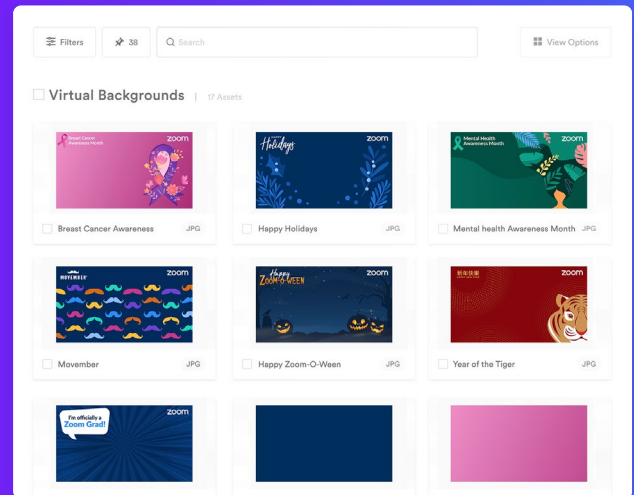 Filters
38
Search
View Options
Virtual Backgrounds | 17 Assets
Breast Cancer
Awareness Month
zoom
Breast Cancer Awareness JPG
Happy
Holidays
zoom
Happy Holidays JPG
Mental Health
Awareness Month
zoom
Mental health Awareness Month JPG
MOVEMBER
zoom
Movember JPG
Happy
ZOOM-O-WEEN
zoom
Happy Zoom-O-Ween JPG
新年快樂
zoom
Year of the Tiger JPG
I'm officially a
Zoom Grad!
zoom